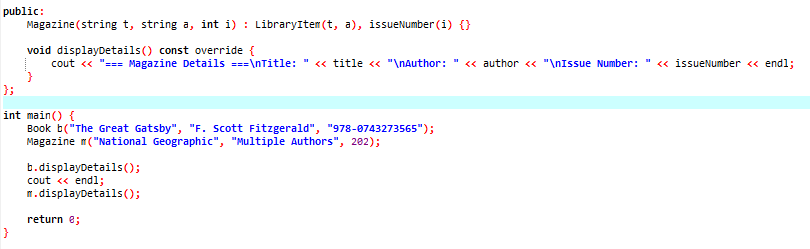 public:
    Magazine(string t, string a, int i) : LibraryItem(t, a), issueNumber(i) {}
    void displayDetails() const override {
        cout << "=== Magazine Details ===\nTitle: " << title << "\nAuthor: " << author << "\nIssue Number: " << issueNumber << endl;
    }
};
int main() {
    Book b("The Great Gatsby", "F. Scott Fitzgerald", "978-0743273565");
    Magazine m("National Geographic", "Multiple Authors", 202);
    b.displayDetails();
    cout << endl;
    m.displayDetails();
    return 0;
}